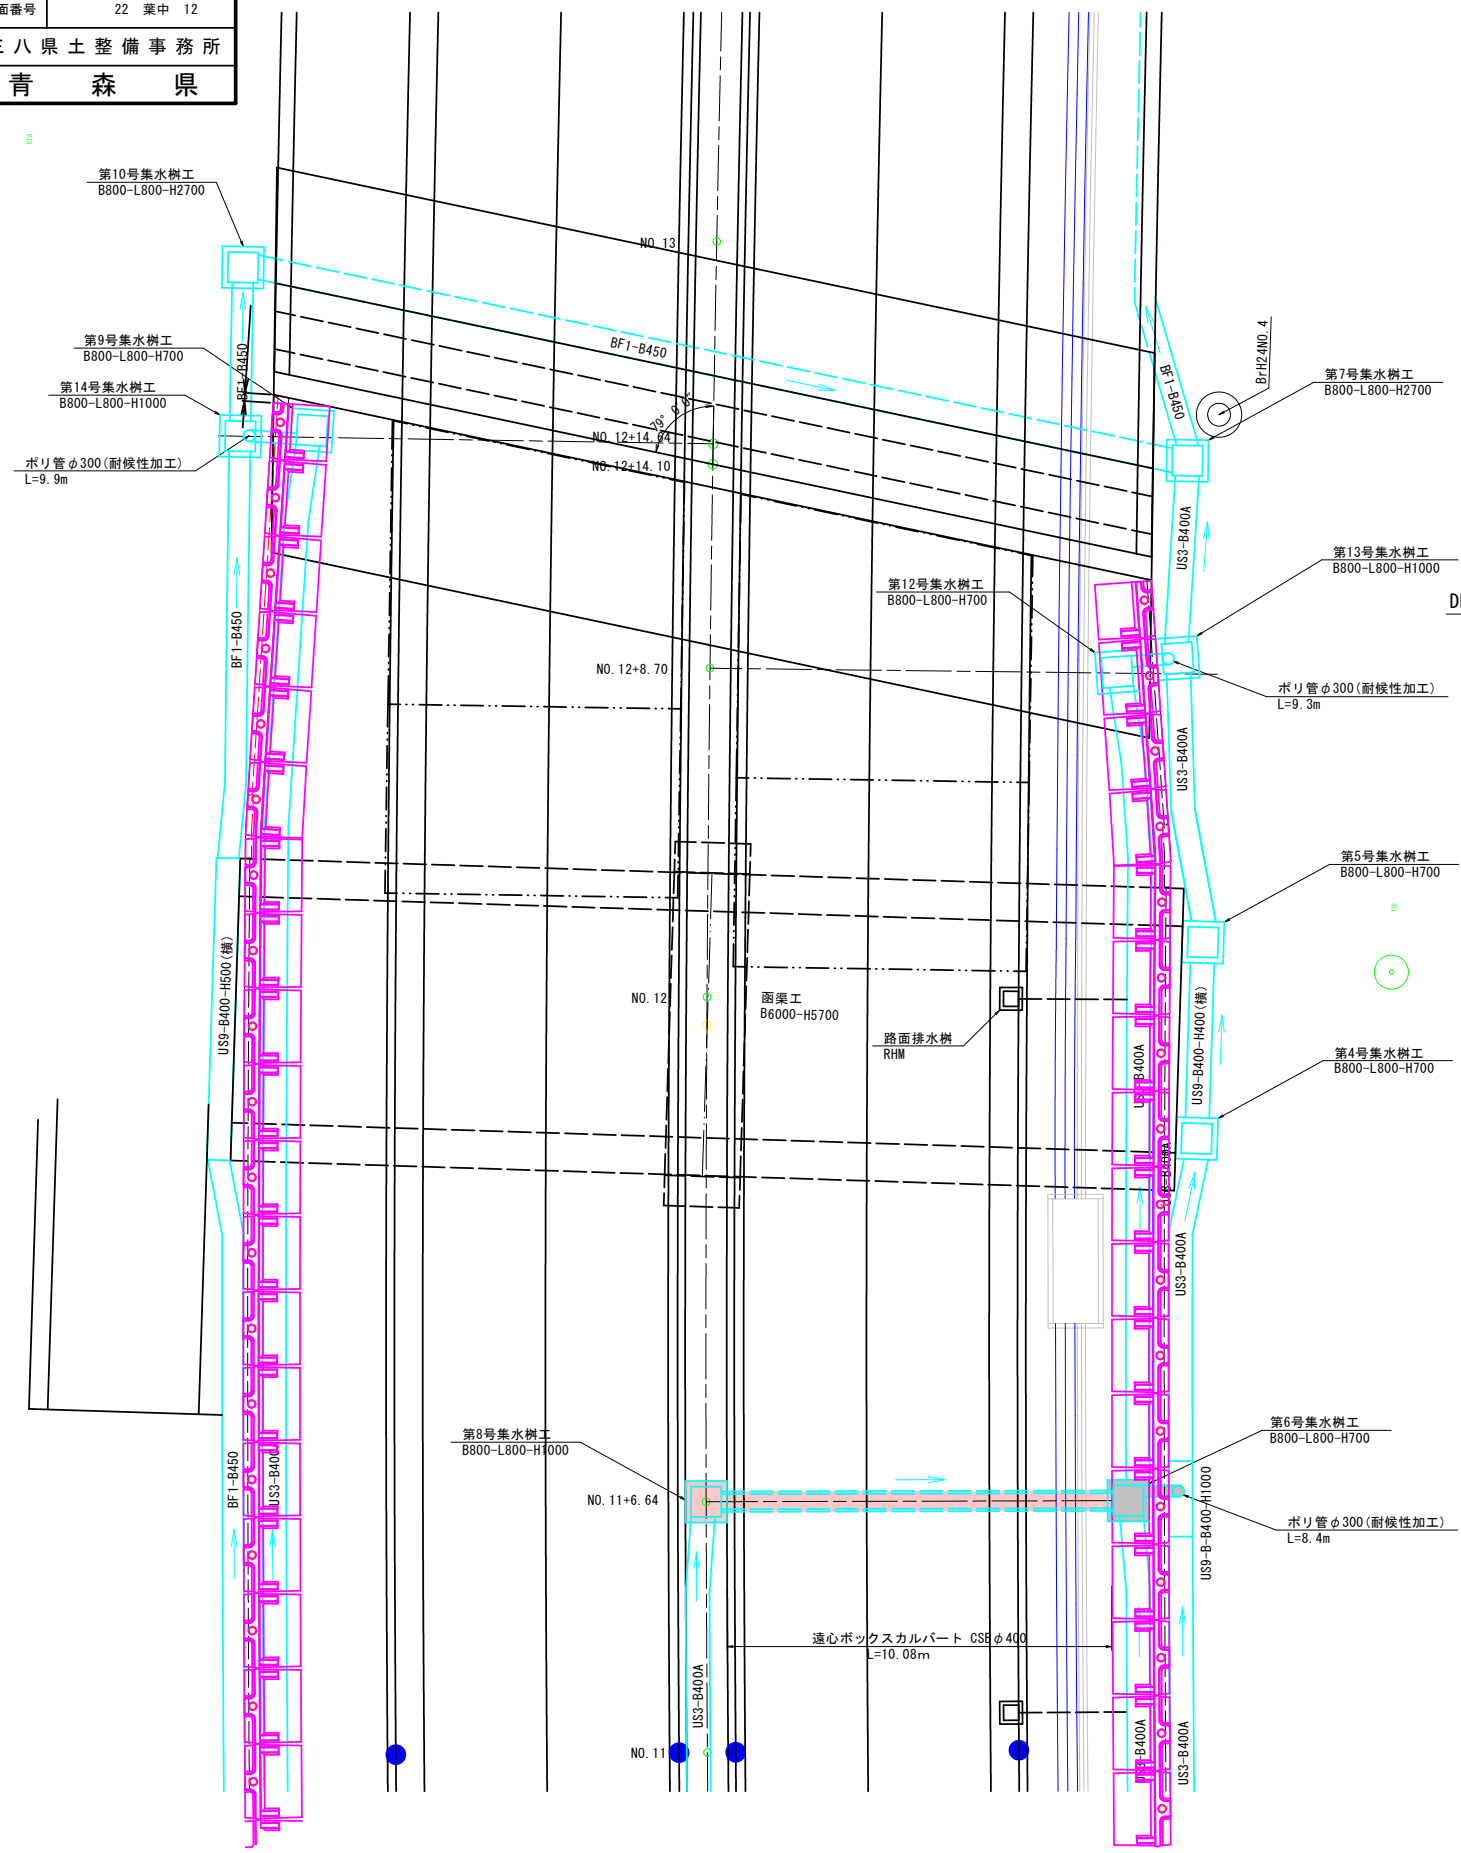 面番号 22 葉中 12
三八県土整備事務所
青森県
第10号集水桝工
B800-L800-H2700
NO.13
第9号集水桝工
B800-L800-H700
BF1-B450
BF1-B450
第14号集水桝工
B800-L800-H1000
BrH24NO.4
BF1-B450
第7号集水桝工
B800-L800-H2700
79° 0' 0"
NO.12+14.64
NO.12+14.10
ポリ管φ300(耐候性加工)
L=9.9m
US3-B400A
第13号集水桝工
B800-L800-H1000
第12号集水桝工
B800-L800-H700
BF1-B450
NO.12+8.70
ポリ管φ300(耐候性加工)
L=9.3m
US3-B400A
第5号集水桝工
B800-L800-H700
US9-B400-H500(横)
NO.12
函渠工
B6000-H5700
路面排水桝
RHM
US9-B400-H400(横)
US3-B400A
第4号集水桝工
B800-L800-H700
US3-B400A
第8号集水桝工
B800-L800-H1000
第6号集水桝工
B800-L800-H700
BF1-B450
US3-B400
NO.11+6.64
US9-B-B400-H1000
ポリ管φ300(耐候性加工)
L=8.4m
遠心ボックスカルバート CSBφ400
L=10.08m
US3-B400A
US3-B400A
US3-B400A
NO.11